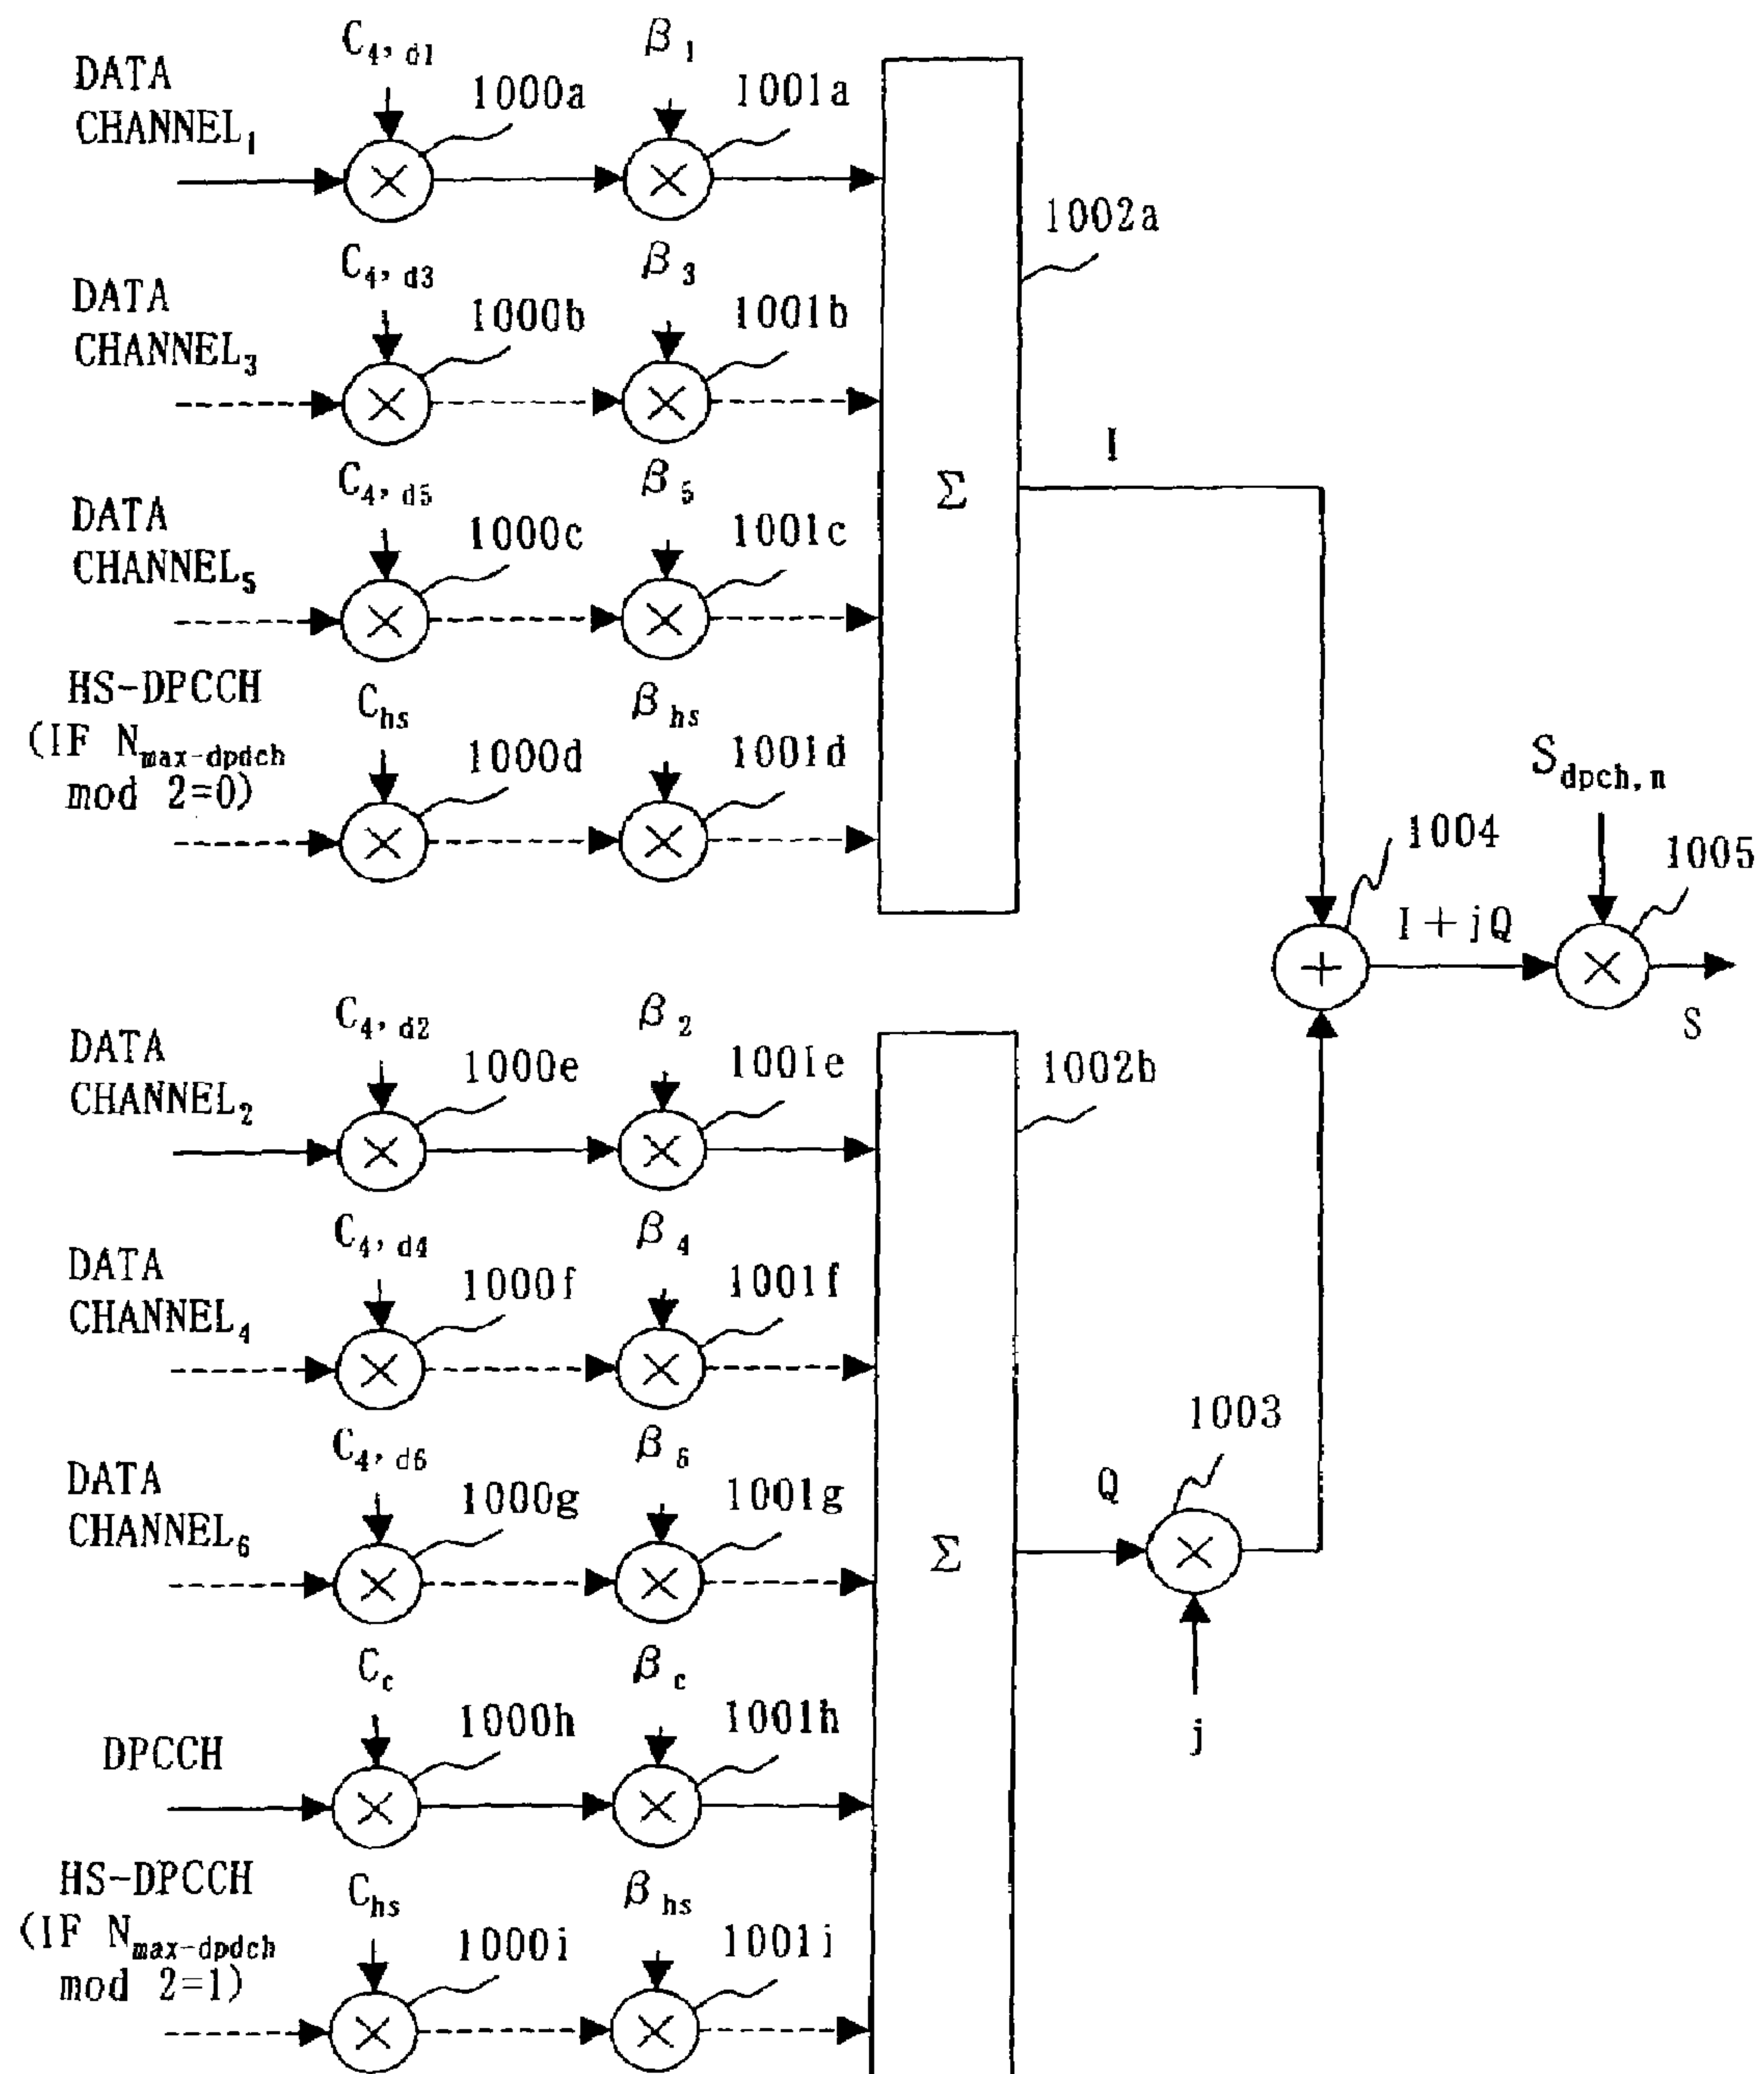 C4, d1
β1
DATA
CHANNEL1
1000a
1001a
×
×
1002a
C4, d3
β3
DATA
CHANNEL3
1000b
1001b
×
×
I
C4, d5
β5
Σ
DATA
CHANNEL5
1000c
1001c
×
×
HS-DPCCH
(IF Nmax-dpdch
mod 2=0)
Chs
βhs
1000d
1001d
×
×
Sdpch, n
1004
1005
I+jQ
+
×
S
C4, d2
β2
DATA
CHANNEL2
1000e
1001e
1002b
×
×
C4, d4
β4
DATA
CHANNEL4
1000f
1001f
×
×
1003
C4, d6
β6
DATA
CHANNEL6
1000g
1001g
Q
Σ
×
×
×
j
Cc
βc
DPCCH
1000h
1001h
×
×
HS-DPCCH
(IF Nmax-dpdch
mod 2=1)
Chs
βhs
1000i
1001i
×
×